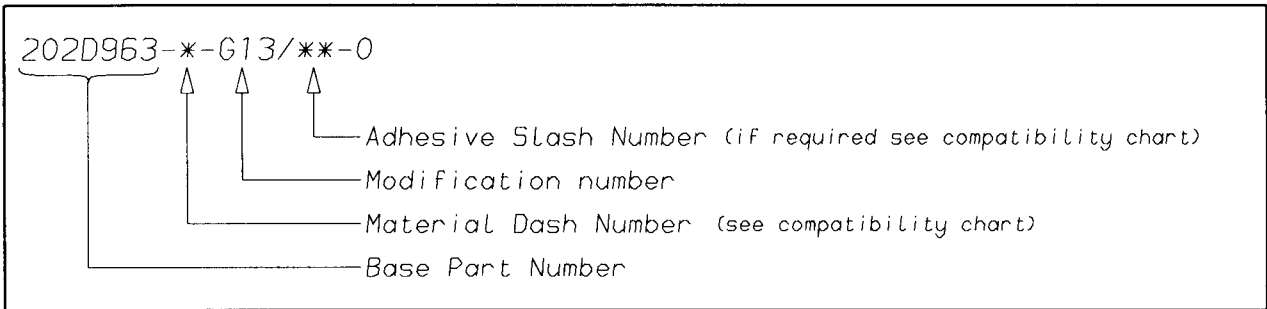 202D963-*-G13/**-0
Adhesive Slash Number (if required see compatibility chart)
Modification number
Material Dash Number (see compatibility chart)
Base Part Number